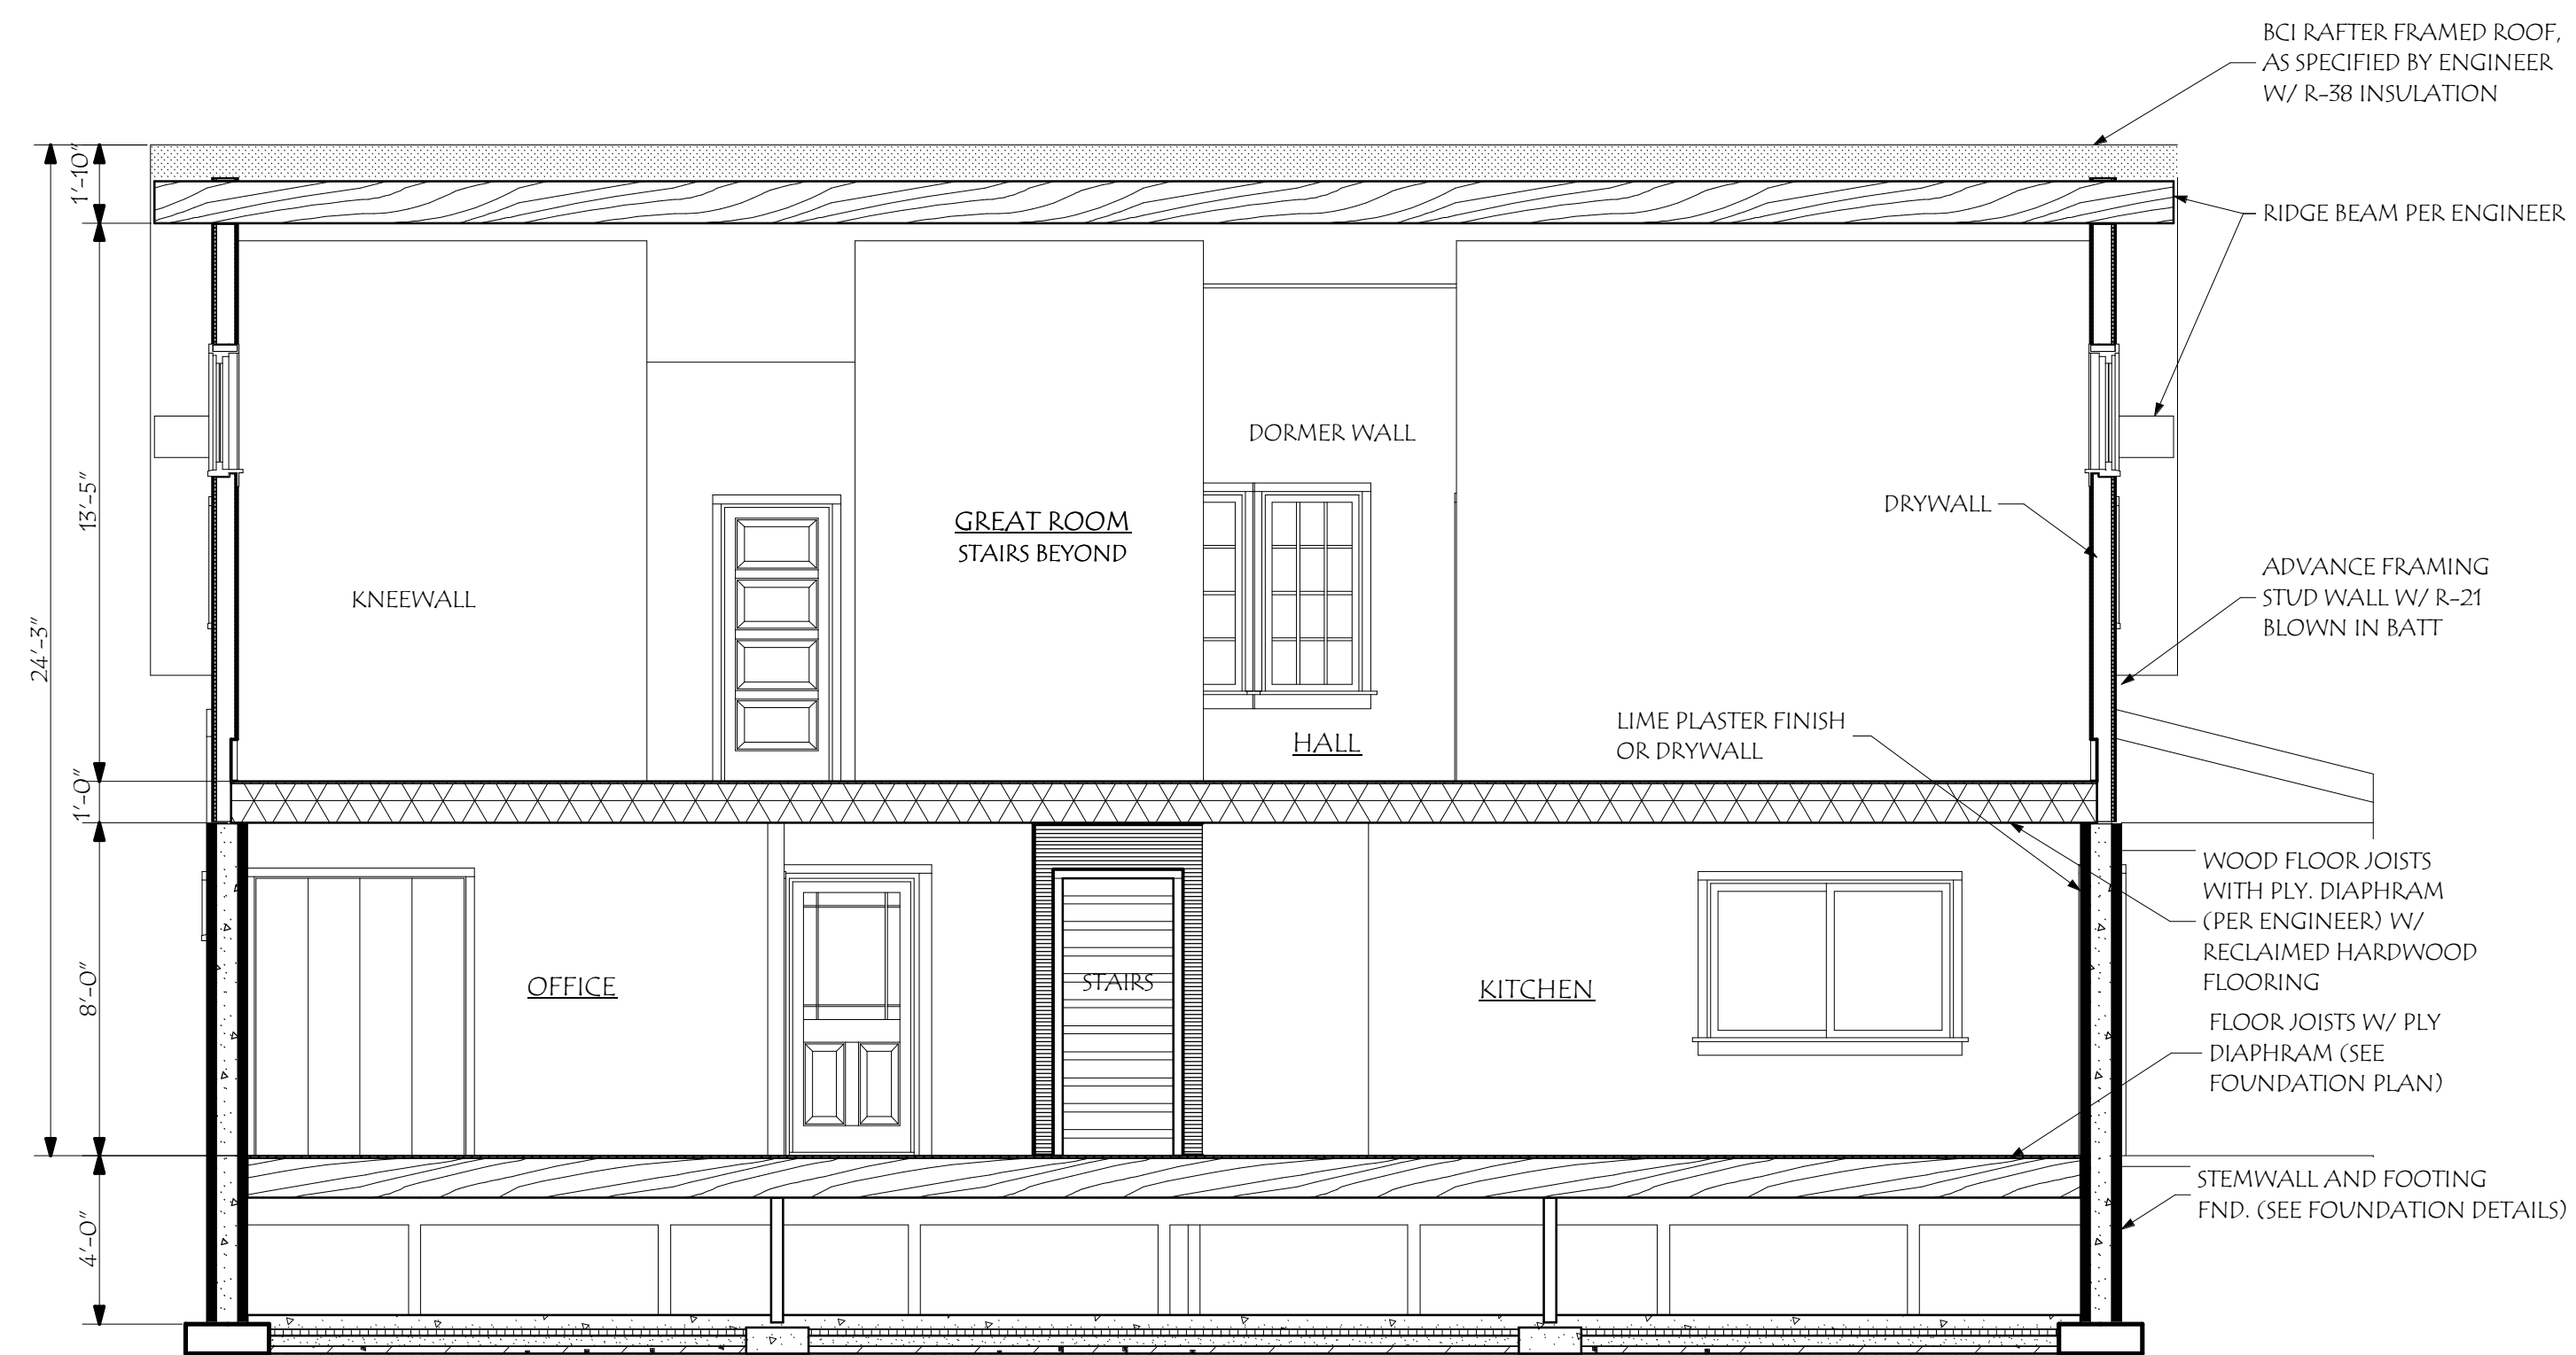 BCI RAFTER FRAMED ROOF,
AS SPECIFIED BY ENGINEER
W/ R-38 INSULATION
1'-10"
RIDGE BEAM PER ENGINEER
DORMER WALL
13'-5"
DRYWALL
GREAT ROOM
STAIRS BEYOND
ADVANCE FRAMING
STUD WALL W/ R-21
BLOWN IN BATT
KNEEWALL
24'-3"
LIME PLASTER FINISH
OR DRYWALL
HALL
1'-0"
WOOD FLOOR JOISTS
WITH PLY. DIAPHRAM
(PER ENGINEER) W/
RECLAIMED HARDWOOD
FLOORING
8'-0"
OFFICE
STAIRS
KITCHEN
FLOOR JOISTS W/ PLY
DIAPHRAM (SEE
FOUNDATION PLAN)
STEMWALL AND FOOTING
FND. (SEE FOUNDATION DETAILS)
4'-0"